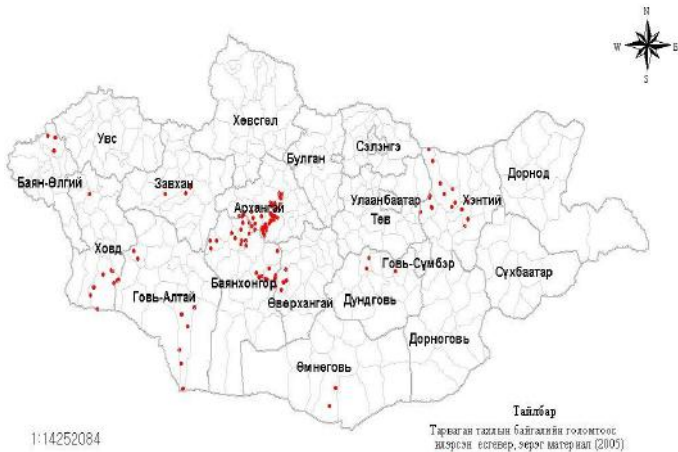 N
W E
S
Хөвсгөл
Увс
Булган
Сэлэнгэ
Дорнод
Баян-Өлгий
Завхан
Архангай
Улаанбаатар
Хэнтий
Төв
Ховд
Говь-Сүмбэр
Сүхбаатар
Баянхонгор
Говь-Алтай
Өвөрхангай
Дундговь
Дорноговь
Өмнөговь
Тайлбар
Тарваган тахлын байгалийн голомтоос
илэрсэн өсгөвөр, эерэг материал (2005)
1:14252084